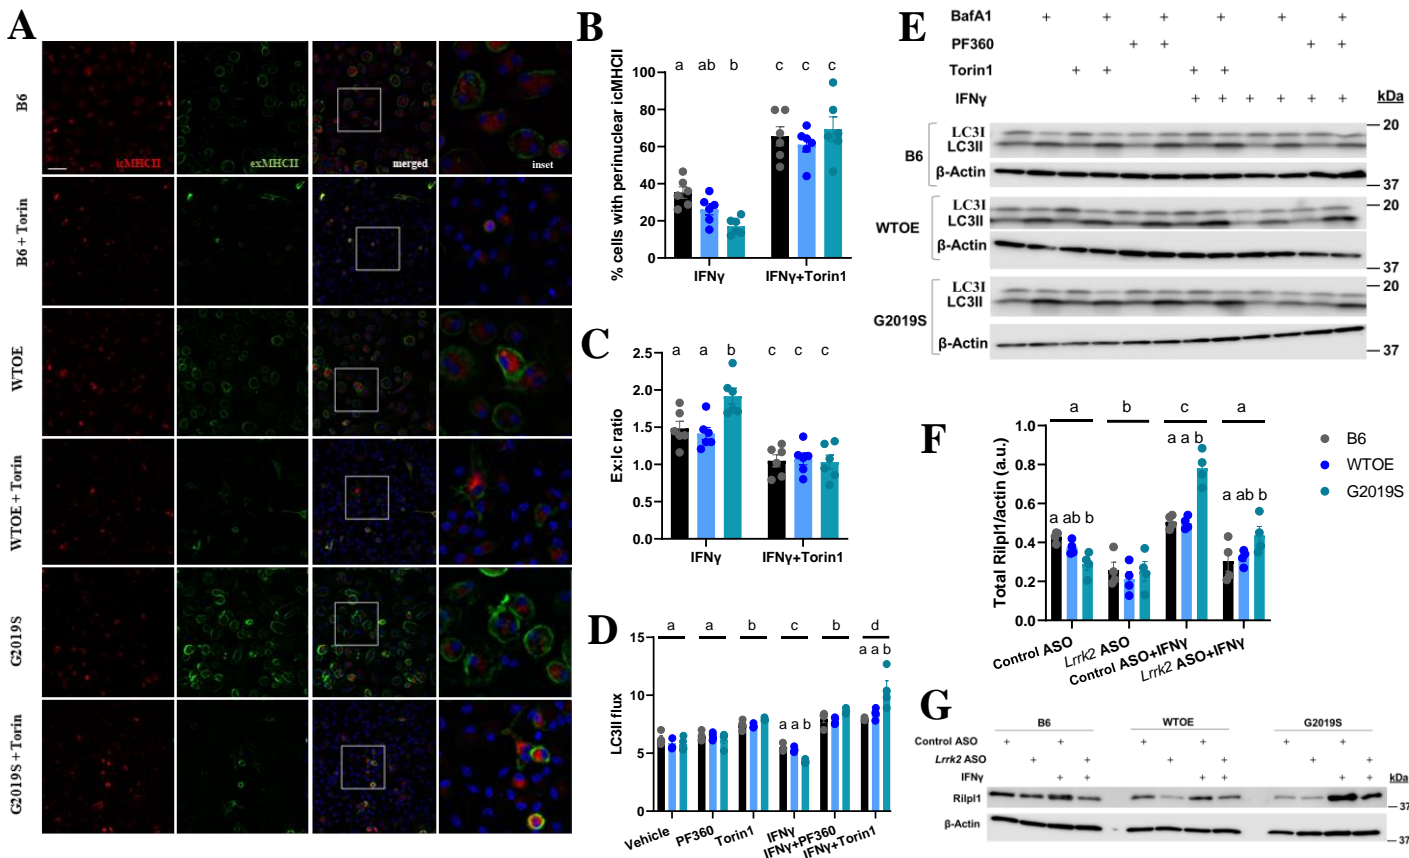 A
B6
icMHCII
exMHCII
merged
inset
B6 + Torin
WTOE
WTOE + Torin
G2019S
G2019S + Torin
B
% cells with perinuclear icMHCII
100
80
60
40
20
0
a ab b c c c
IFNγ IFNγ+Torin1
C
Ex:Ic ratio
2.5
2.0
1.5
1.0
0.5
0.0
a a b c c c
IFNγ IFNγ+Torin1
D
LC3II flux
15
10
5
0
a a b c b d
a a b
a a b
Vehicle PF360 Torin1 IFNγ IFNγ+PF360 IFNγ+Torin1
E
BafA1 + + + + + +
PF360 + + + +
Torin1 + + + +
IFNγ + + + + + +
kDa
B6
LC3I
LC3II
β-Actin
20
37
WTOE
LC3I
LC3II
β-Actin
20
37
G2019S
LC3I
LC3II
β-Actin
20
37
F
Total Rilpl1/actin (a.u.)
1.0
0.8
0.6
0.4
0.2
0.0
a b c a
a ab b
a a b
a ab b
Control ASO Lrrk2 ASO Control ASO+IFNγ Lrrk2 ASO+IFNγ
B6
WTOE
G2019S
G
B6 WTOE G2019S
Control ASO + + + + + +
Lrrk2 ASO + + + + + +
IFNγ + + + + + +
kDa
Rilpl1
37
β-Actin
37